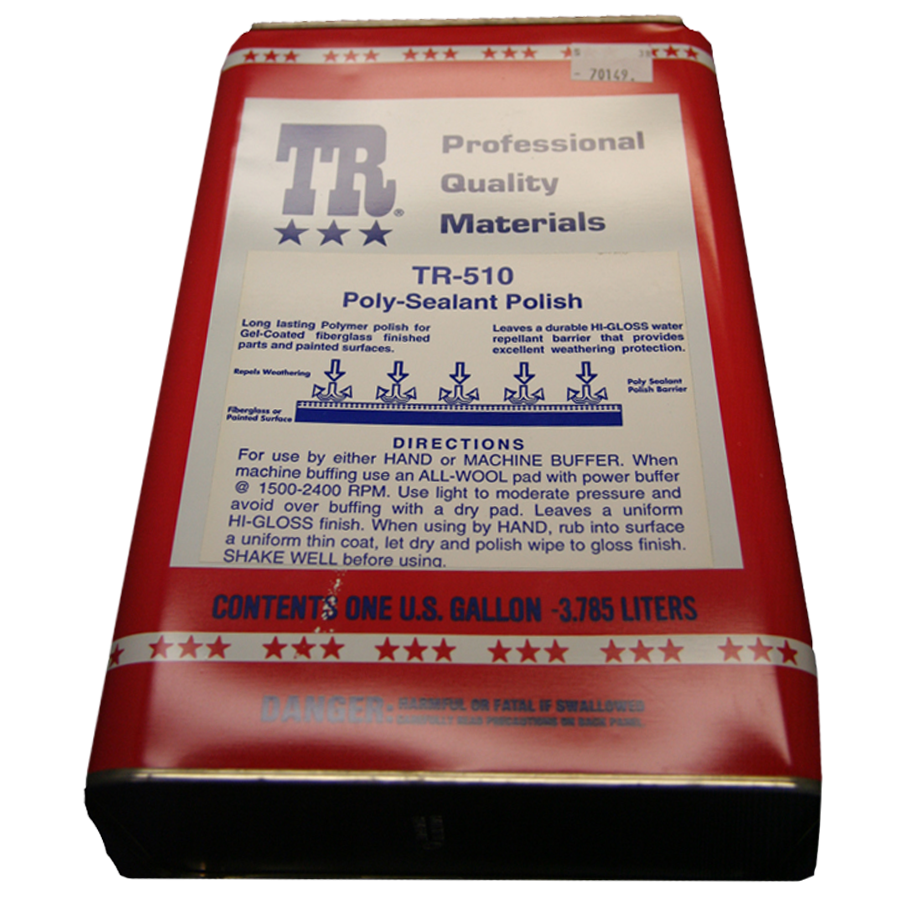 - 70149.
TR®
Professional
Quality
Materials
TR-510
Poly-Sealant Polish
Long lasting Polymer polish for
Gel-Coated fiberglass finished
parts and painted surfaces.
Leaves a durable HI-GLOSS water
repellant barrier that provides
excellent weathering protection.
Repels Weathering
Poly Sealant
Polish Barrier
Fiberglass or
Painted Surface
DIRECTIONS
For use by either HAND or MACHINE BUFFER. When
machine buffing use an ALL-WOOL pad with power buffer
@ 1500-2400 RPM. Use light to moderate pressure and
avoid over buffing with a dry pad. Leaves a uniform
HI-GLOSS finish. When using by HAND, rub into surface
a uniform thin coat, let dry and polish wipe to gloss finish.
SHAKE WELL before using.
CONTENTS ONE U.S. GALLON -3.785 LITERS
DANGER: HARMFUL OR FATAL IF SWALLOWED
CAREFULLY READ PRECAUTIONS ON BACK PANEL